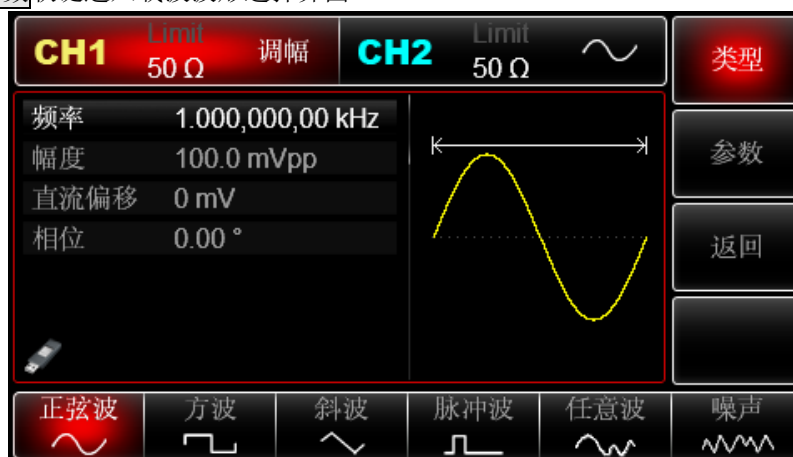 CH1 Limit 50 Ω 调幅 CH2 Limit 50 Ω 类型
频率 1.000,000,00 kHz
幅度 100.0 mVpp 参数
直流偏移 0 mV
相位 0.00 ° 返回
正弦波 方波 斜波 脉冲波 任意波 噪声